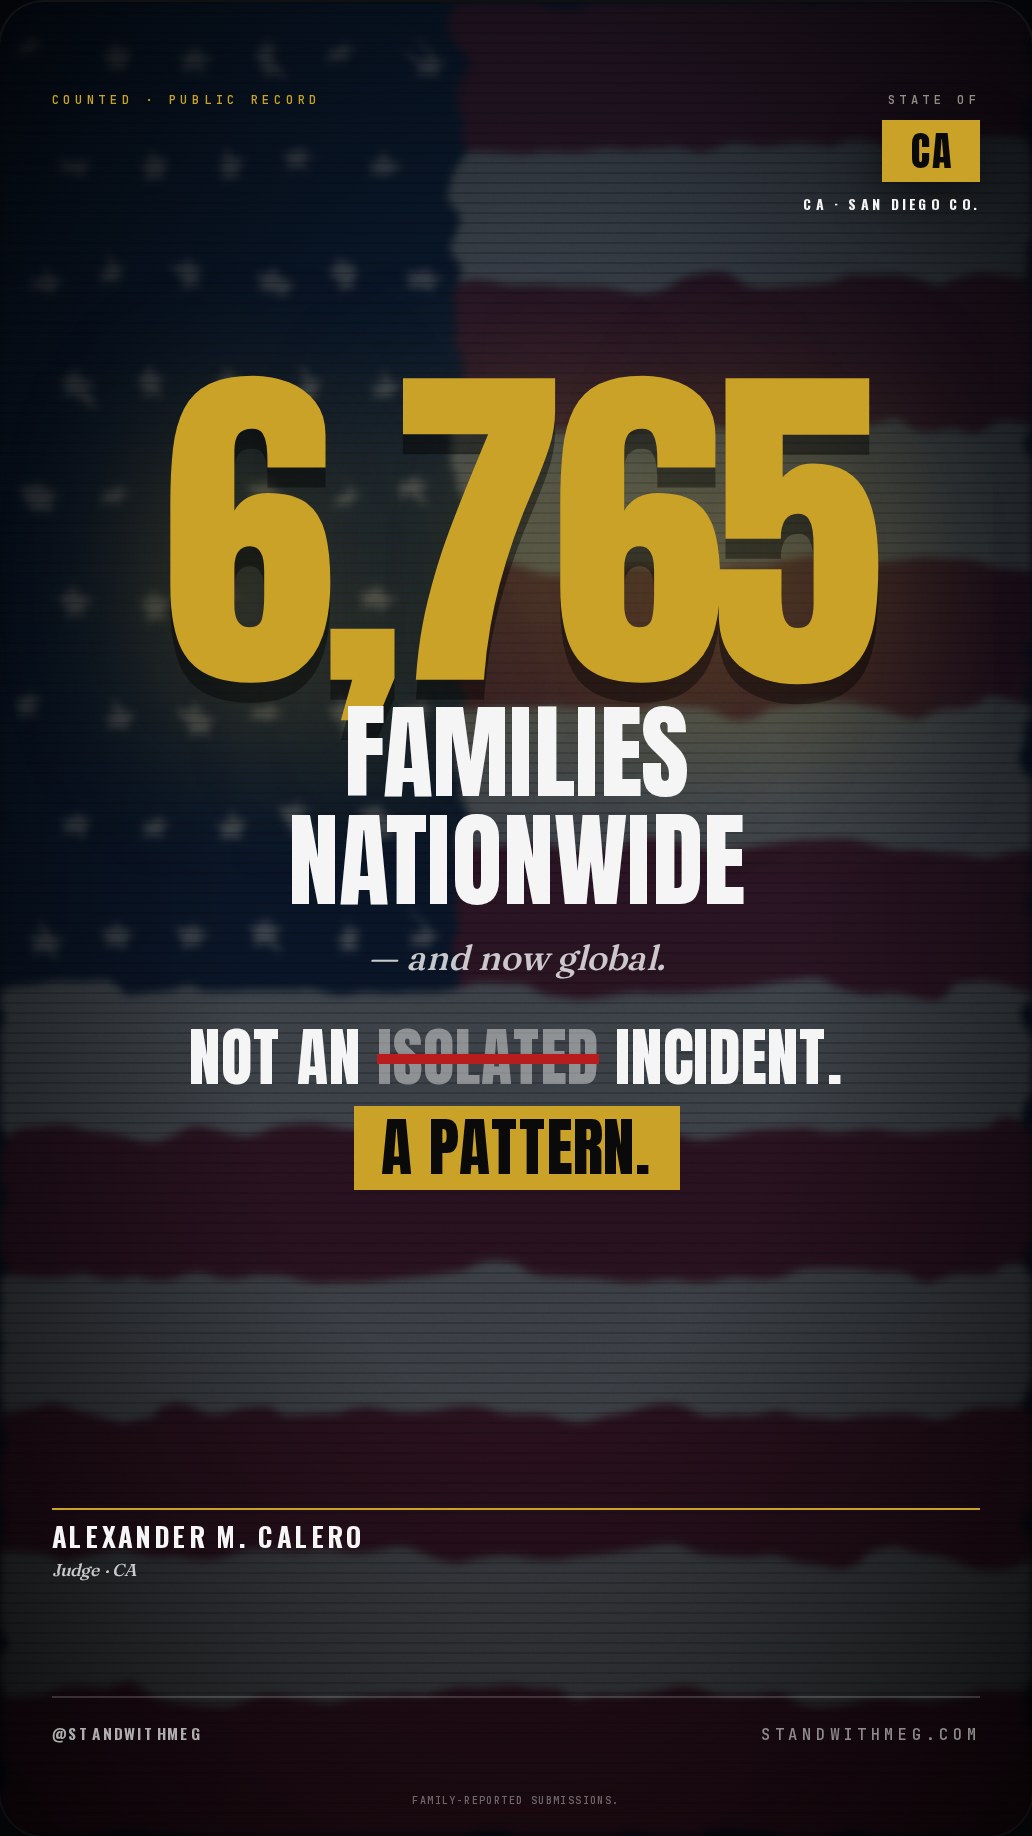 COUNTED · PUBLIC RECORD
STATE OF
CA
CA · SAN DIEGO CO.
6,765
FAMILIES
NATIONWIDE
— and now global.
NOT AN ISOLATED INCIDENT.
A PATTERN.
ALEXANDER M. CALERO
Judge · CA
@STANDWITHMEG
STANDWITHMEG.COM
FAMILY-REPORTED SUBMISSIONS.